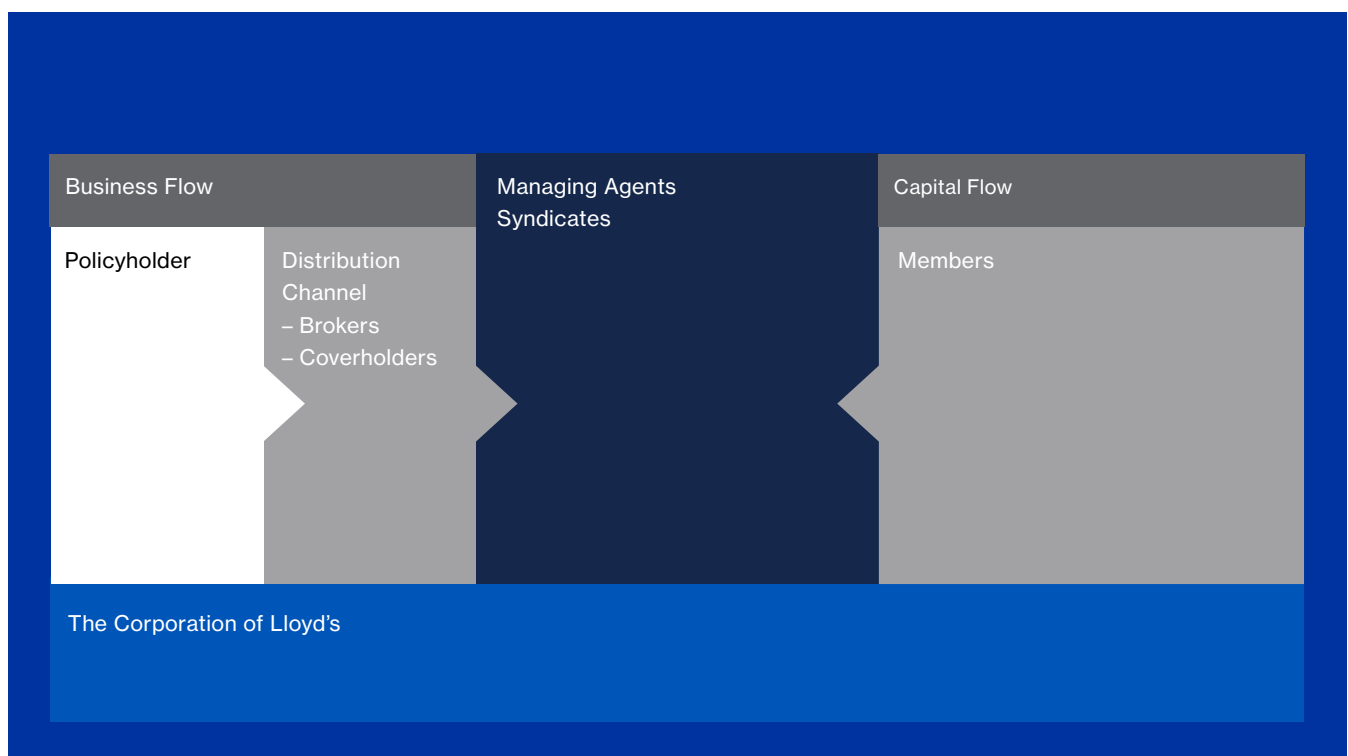 Business Flow
Managing Agents
Syndicates
Capital Flow
Policyholder
Distribution
Channel
– Brokers
– Coverholders
Members
The Corporation of Lloyd’s